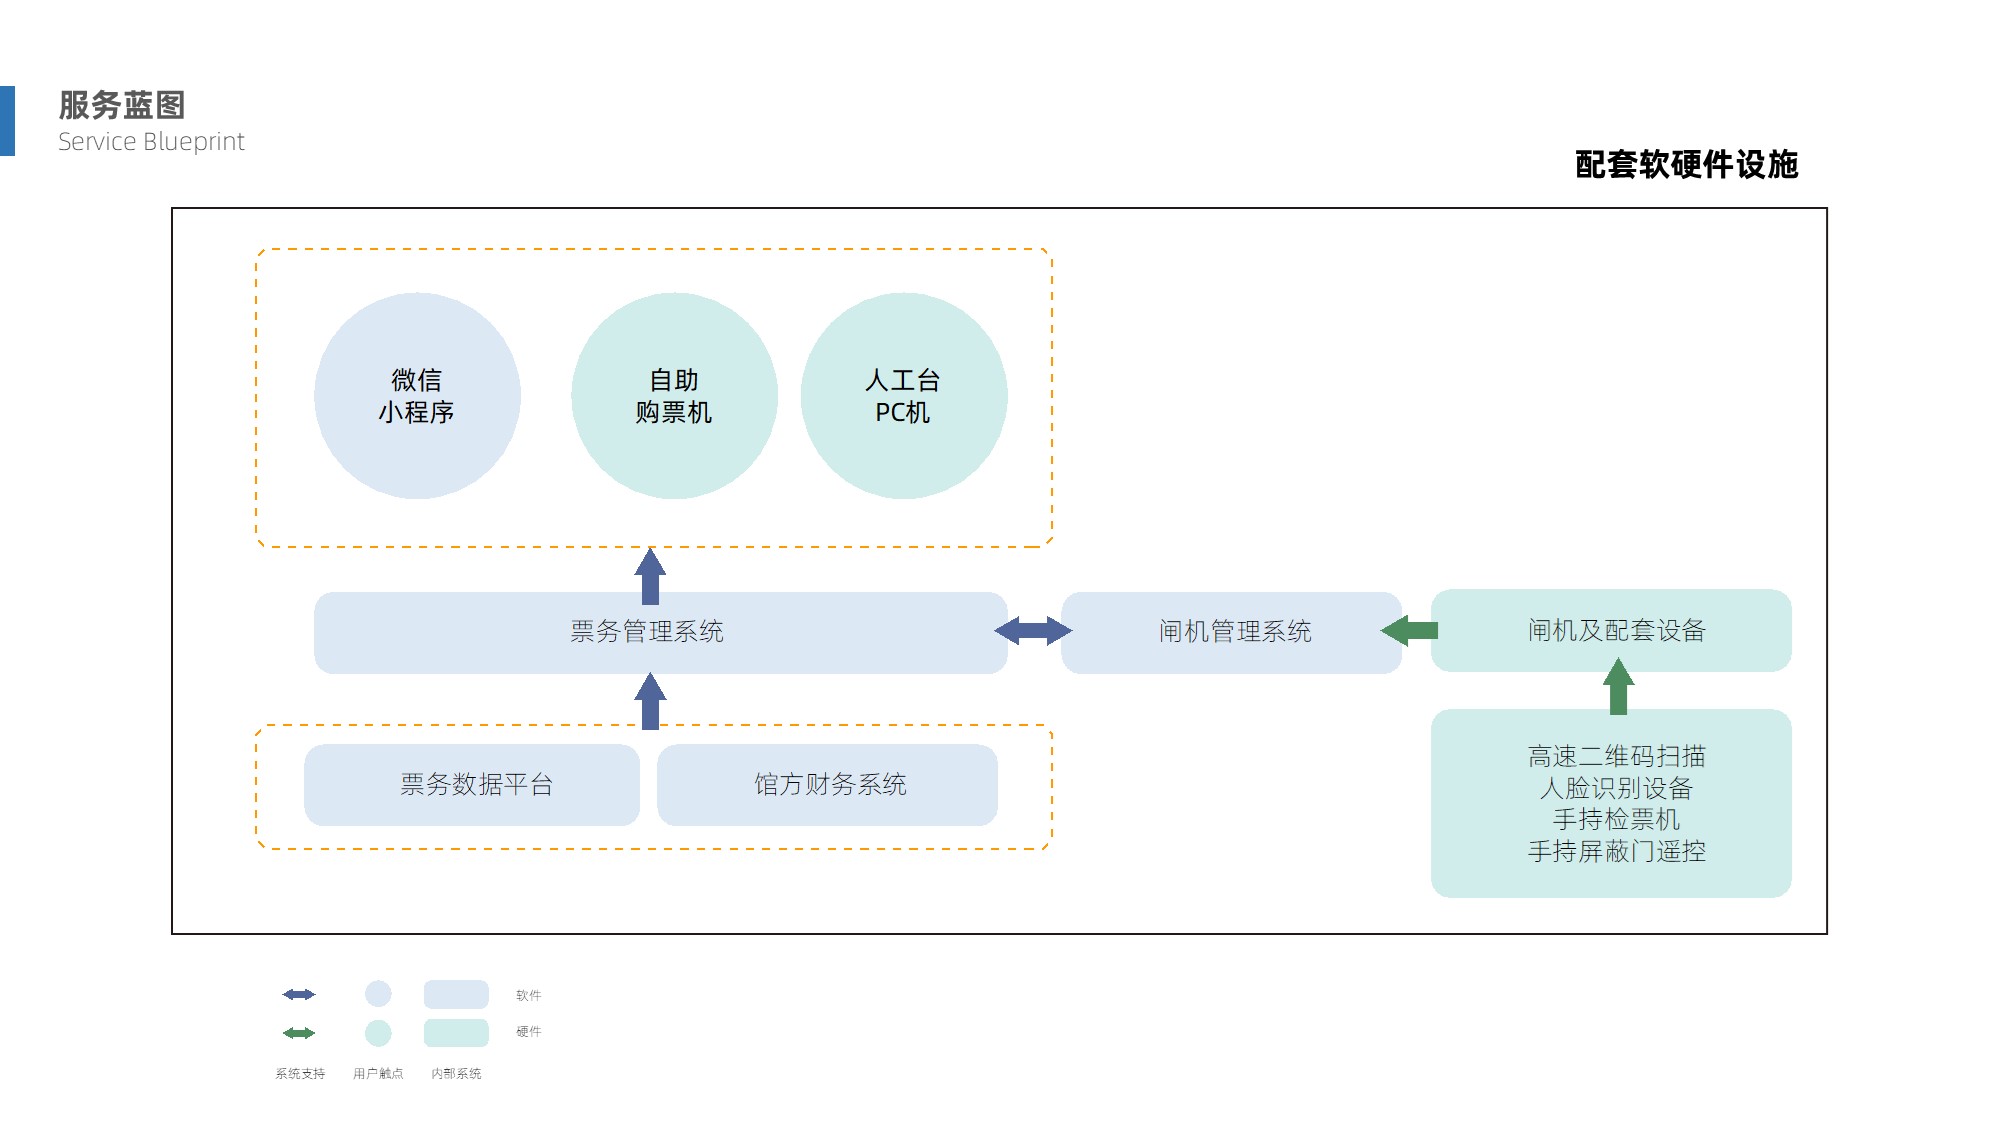 服务蓝图
Service Blueprint
配套软硬件设施
微信
小程序
自助
购票机
人工台
PC机
票务管理系统
闸机管理系统
闸机及配套设备
票务数据平台
馆方财务系统
高速二维码扫描
人脸识别设备
手持检票机
手持屏蔽门遥控
软件
硬件
系统支持
用户触点
内部系统